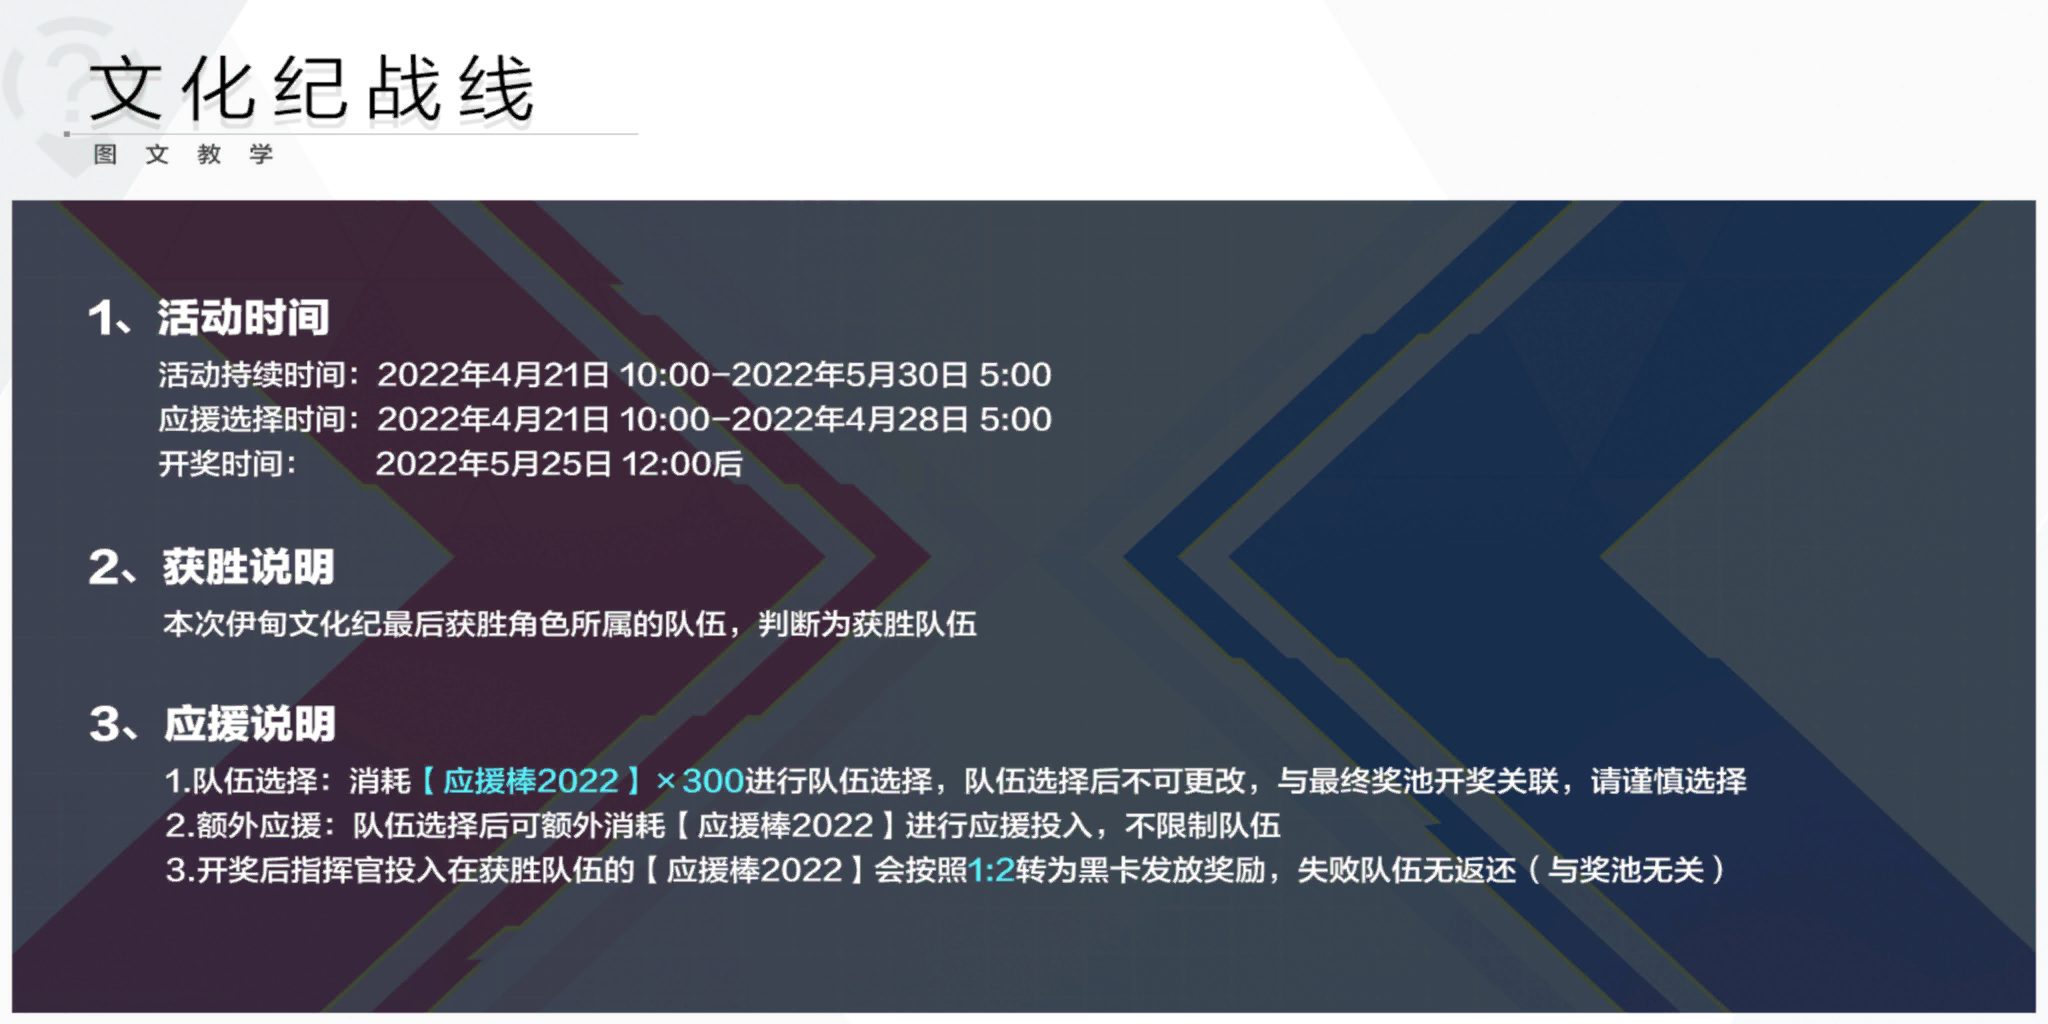 文化纪战线
图文教学
1、活动时间
活动持续时间：2022年4月21日 10:00-2022年5月30日 5:00
应援选择时间：2022年4月21日 10:00-2022年4月28日 5:00
开奖时间： 2022年5月25日 12:00后
2、获胜说明
本次伊甸文化纪最后获胜角色所属的队伍，判断为获胜队伍
3、应援说明
1.队伍选择：消耗【应援棒2022】×300进行队伍选择，队伍选择后不可更改，与最终奖池开奖关联，请谨慎选择
2.额外应援：队伍选择后可额外消耗【应援棒2022】进行应援投入，不限制队伍
3.开奖后指挥官投入在获胜队伍的【应援棒2022】会按照1:2转为黑卡发放奖励，失败队伍无返还（与奖池无关）